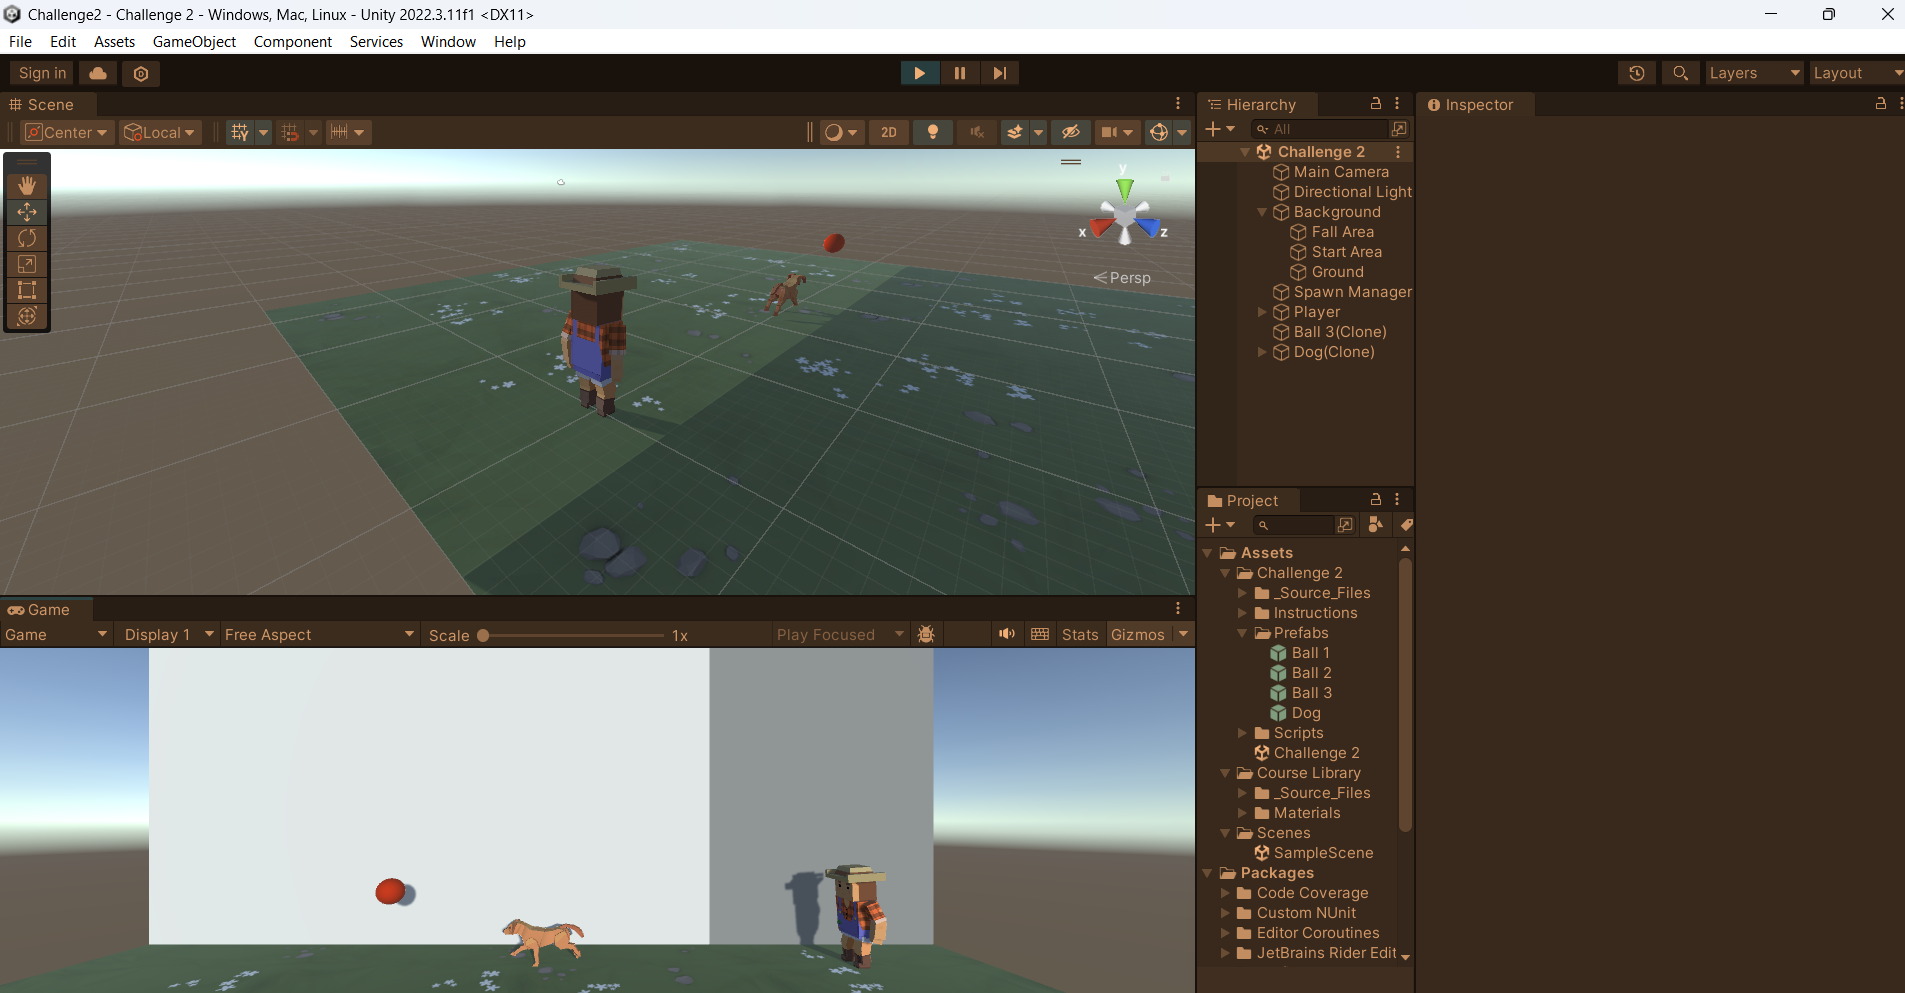 Challenge2 - Challenge 2 - Windows, Mac, Linux - Unity 2022.3.11f1 <DX11>
File Edit Assets GameObject Component Services Window Help
Sign in Layers Layout
Scene
Center Local 2D
y
x z
Persp
Game
Game Display 1 Free Aspect Scale 1x Play Focused Stats Gizmos
Hierarchy
All
Challenge 2
Main Camera
Directional Light
Background
Fall Area
Start Area
Ground
Spawn Manager
Player
Ball 3(Clone)
Dog(Clone)
Project
Assets
Challenge 2
_Source_Files
Instructions
Prefabs
Ball 1
Ball 2
Ball 3
Dog
Scripts
Challenge 2
Course Library
_Source_Files
Materials
Scenes
SampleScene
Packages
Code Coverage
Custom NUnit
Editor Coroutines
JetBrains Rider Edit
Inspector